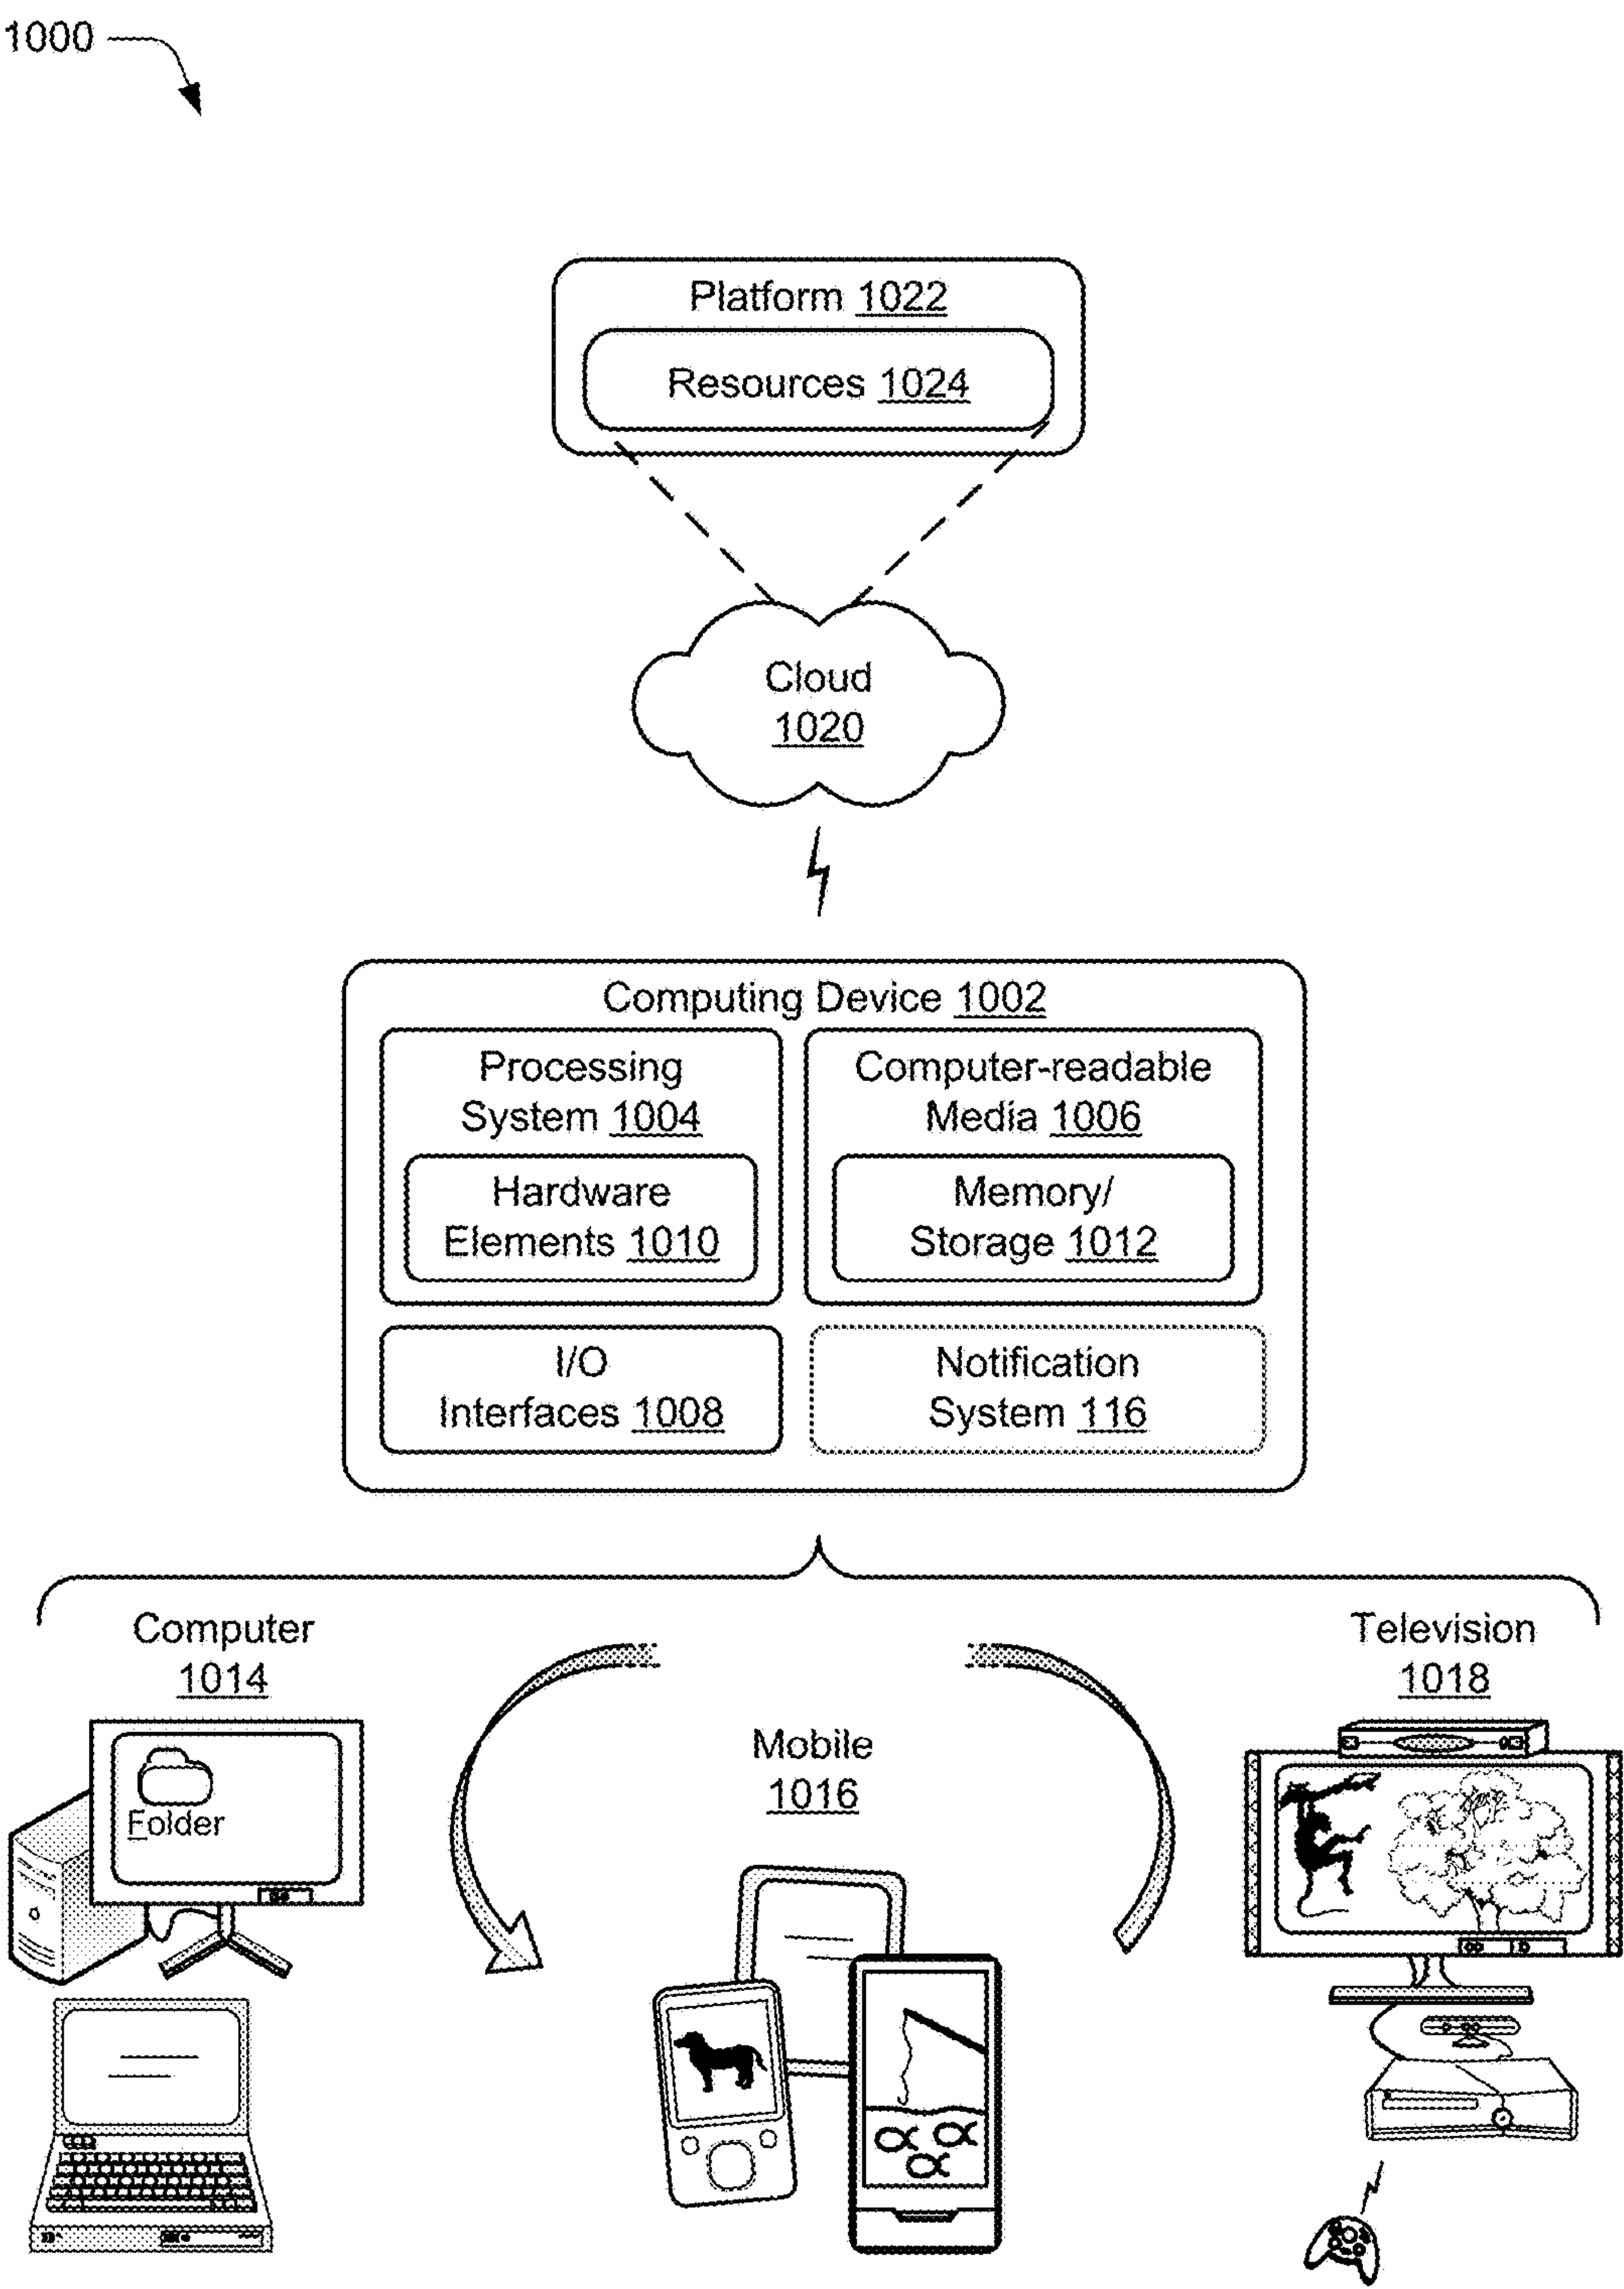 1000
Platform 1022
Resources 1024
Cloud
1020
Computing Device 1002
Processing
System 1004
Hardware
Elements 1010
Computer-readable
Media 1006
Memory/
Storage 1012
I/O
Interfaces 1008
Notification
System 116
Computer
1014
Folder
Mobile
1016
Television
1018